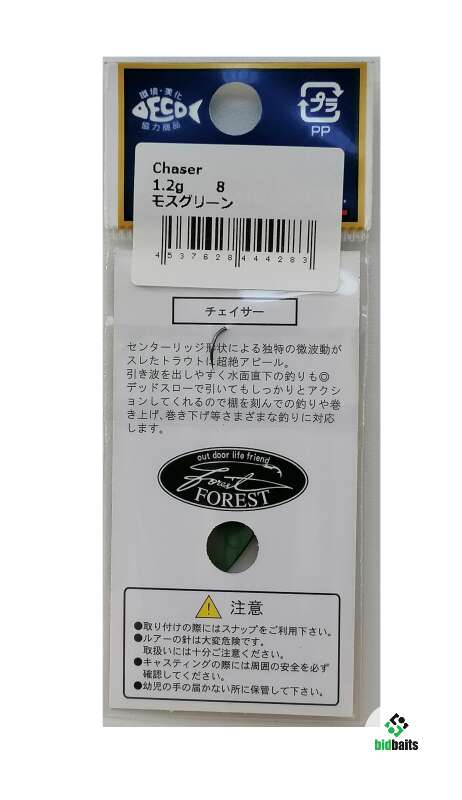 環境・美化
DECO
協力商品
プラ
PP
Chaser
1.2g 8
モスグリーン
4537628444283
チェイサー
センターリッジ形状による独特の微波動が
スレたトラウトに超絶アピール。
引き波を出しやすく水面直下の釣りも◎
デッドスローで引いてもしっかりとアクシ
ョンしてくれるので棚を刻んでの釣りや巻
き上げ、巻き下げ等さまざまな釣りに対応
します。
out door life friend
Forest
FOREST
注意
●取り付けの際にはスナップをご利用下さい。
●ルアーの針は大変危険です。
取扱いには十分ご注意ください。
●キャスティングの際には周囲の安全を必ず
確認してください。
●幼児の手の届かない所に保管して下さい。
bidbaits